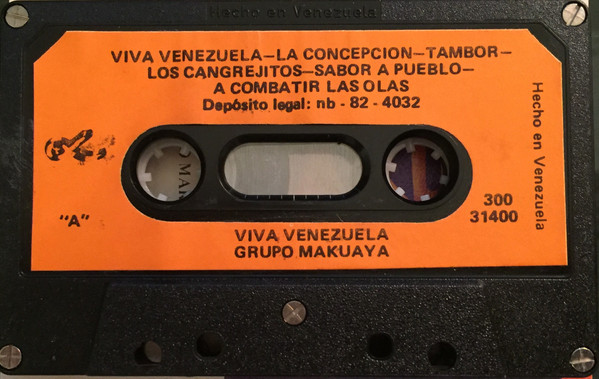 Hecho en Venezuela
VIVA VENEZUELA—LA CONCEPCION—TAMBOR—
LOS CANGREJITOS—SABOR A PUEBLO—
A COMBATIR LAS OLAS
Depósito legal: nb - 82 - 4032
Hecho en Venezuela
"A"
300
31400
VIVA VENEZUELA
GRUPO MAKUAYA